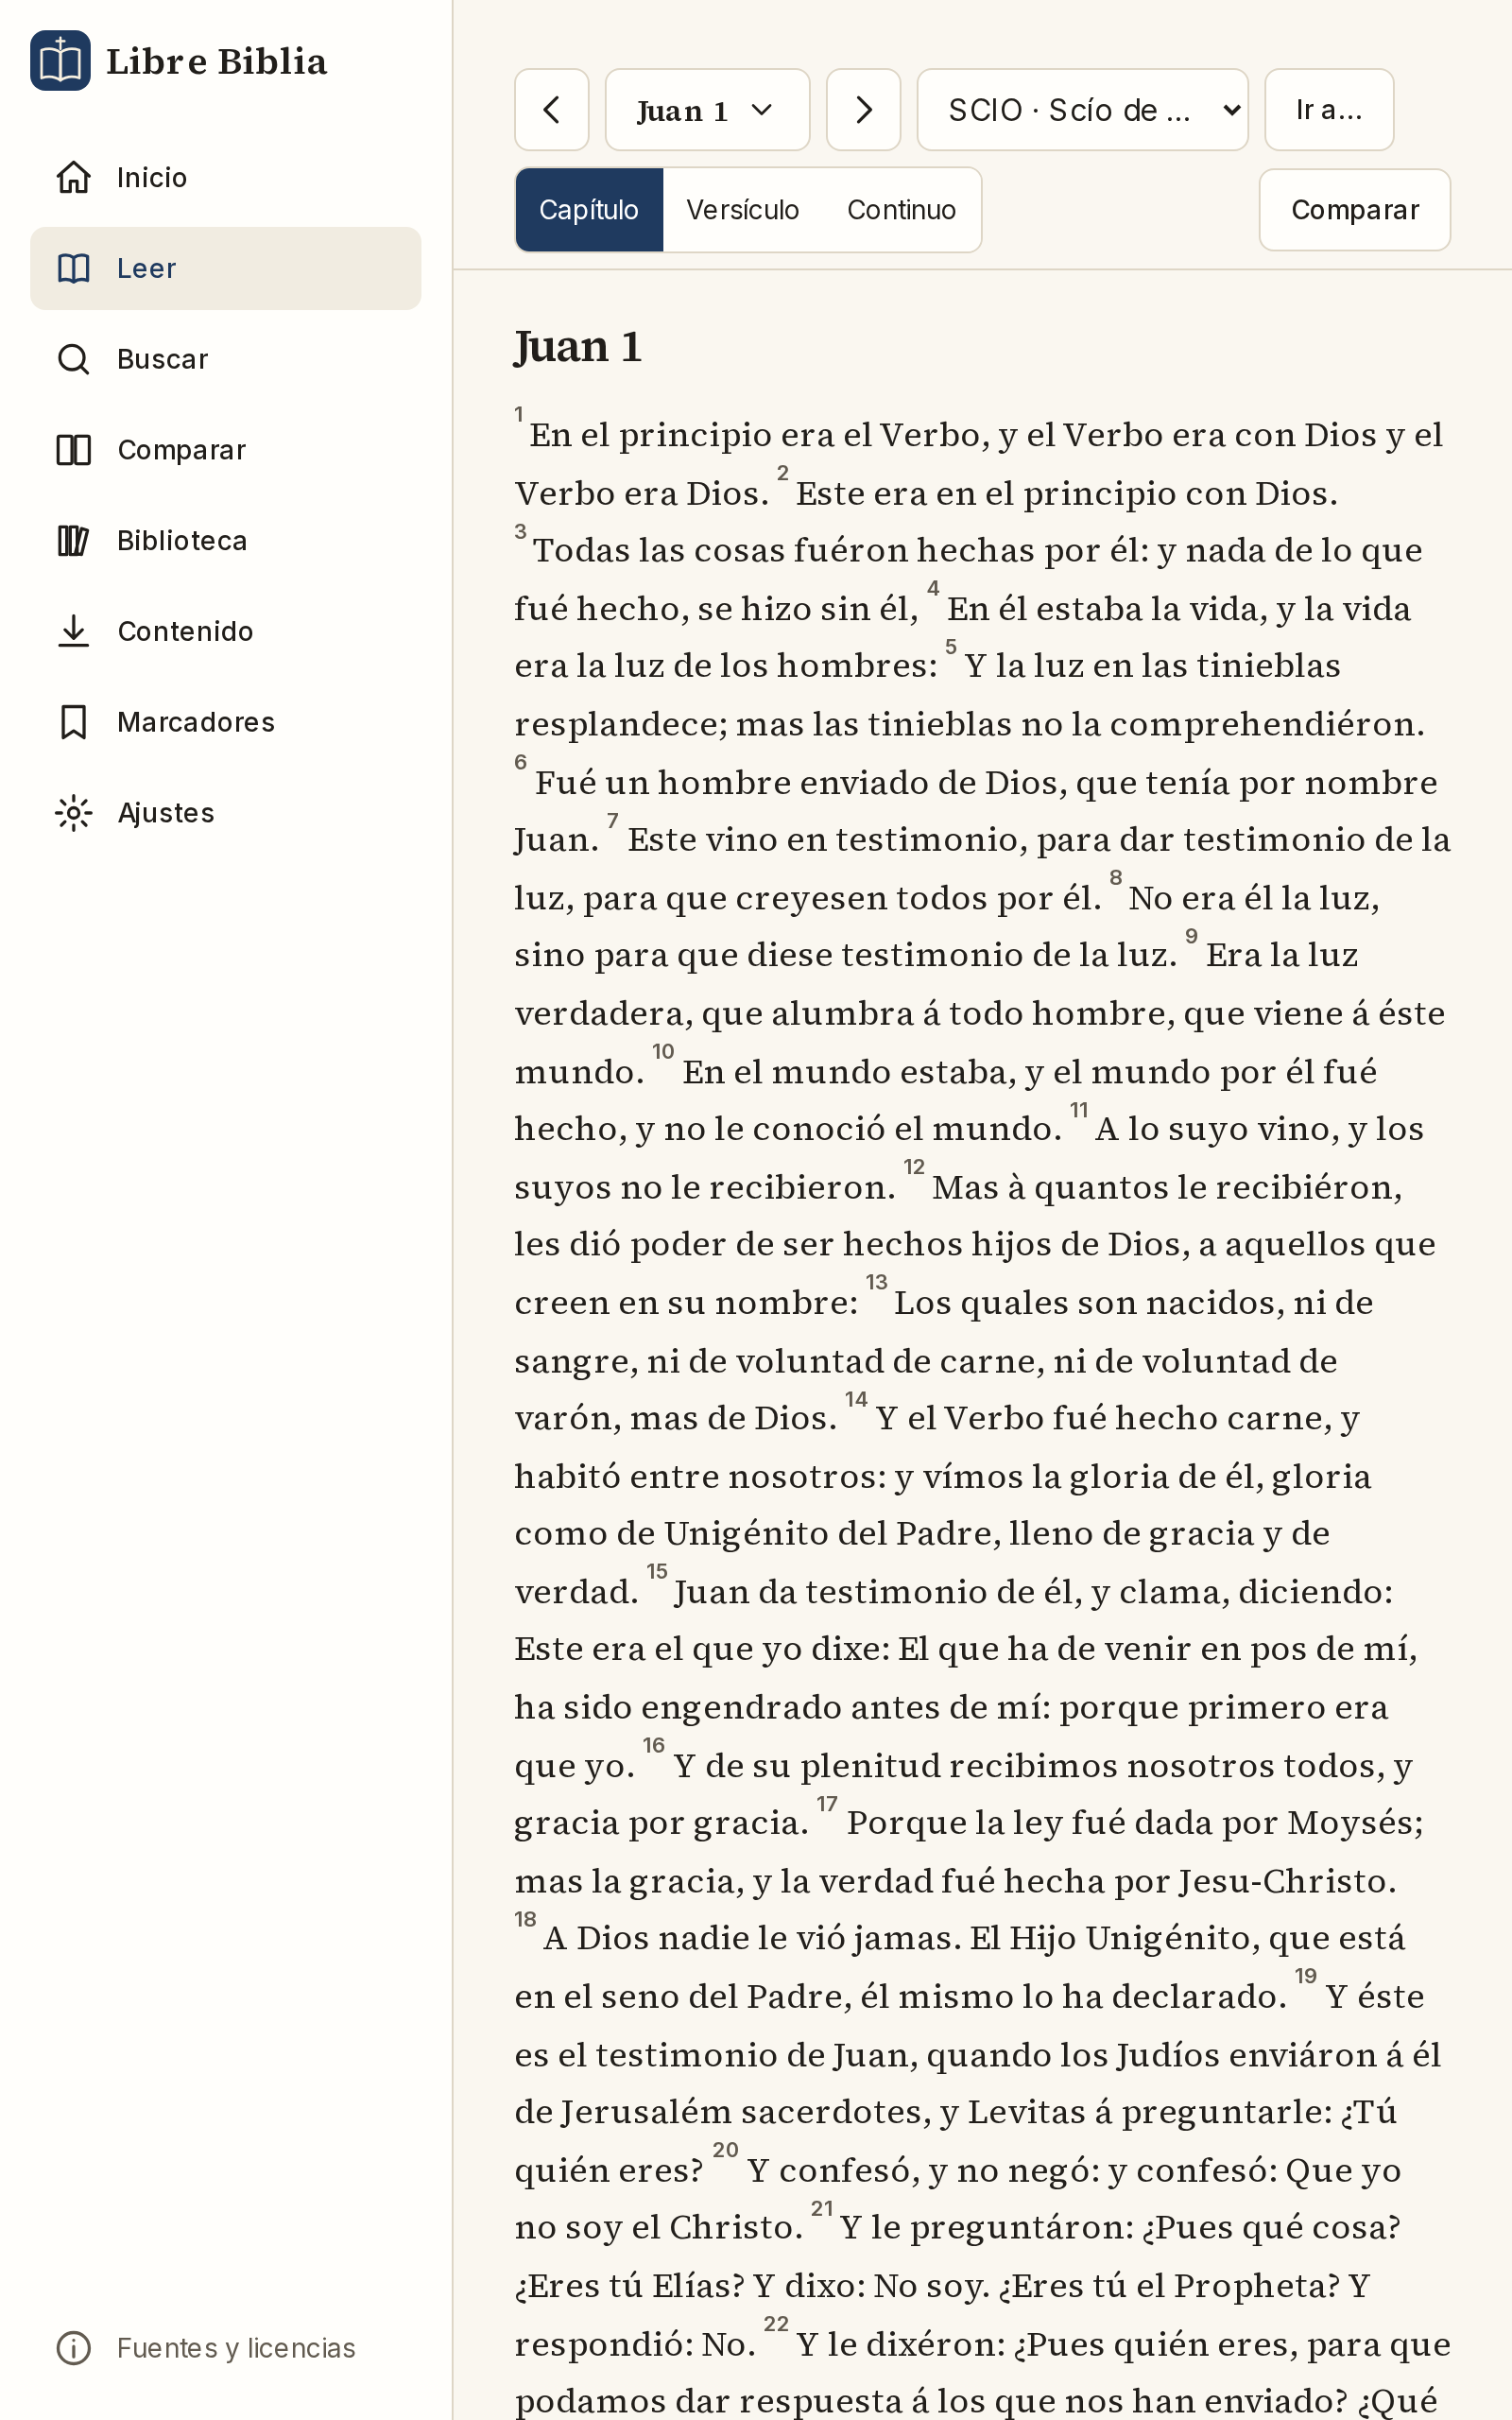 Libre Biblia
Inicio
Leer
Buscar
Comparar
Biblioteca
Contenido
Marcadores
Ajustes
Fuentes y licencias
Juan 1
SCIO · Scío de ...
Ir a...
Capítulo Versículo Continuo
Comparar
Juan 1
1 En el principio era el Verbo, y el Verbo era con Dios y el
Verbo era Dios. 2 Este era en el principio con Dios.
3 Todas las cosas fuéron hechas por él: y nada de lo que
fué hecho, se hizo sin él, 4 En él estaba la vida, y la vida
era la luz de los hombres: 5 Y la luz en las tinieblas
resplandece; mas las tinieblas no la comprehendiéron.
6 Fué un hombre enviado de Dios, que tenía por nombre
Juan. 7 Este vino en testimonio, para dar testimonio de la
luz, para que creyesen todos por él. 8 No era él la luz,
sino para que diese testimonio de la luz. 9 Era la luz
verdadera, que alumbra á todo hombre, que viene á éste
mundo. 10 En el mundo estaba, y el mundo por él fué
hecho, y no le conoció el mundo. 11 A lo suyo vino, y los
suyos no le recibieron. 12 Mas à quantos le recibiéron,
les dió poder de ser hechos hijos de Dios, a aquellos que
creen en su nombre: 13 Los quales son nacidos, ni de
sangre, ni de voluntad de carne, ni de voluntad de
varón, mas de Dios. 14 Y el Verbo fué hecho carne, y
habitó entre nosotros: y vímos la gloria de él, gloria
como de Unigénito del Padre, lleno de gracia y de
verdad. 15 Juan da testimonio de él, y clama, diciendo:
Este era el que yo dixe: El que ha de venir en pos de mí,
ha sido engendrado antes de mí: porque primero era
que yo. 16 Y de su plenitud recibimos nosotros todos, y
gracia por gracia. 17 Porque la ley fué dada por Moysés;
mas la gracia, y la verdad fué hecha por Jesu-Christo.
18 A Dios nadie le vió jamas. El Hijo Unigénito, que está
en el seno del Padre, él mismo lo ha declarado. 19 Y éste
es el testimonio de Juan, quando los Judíos enviáron á él
de Jerusalém sacerdotes, y Levitas á preguntarle: ¿Tú
quién eres? 20 Y confesó, y no negó: y confesó: Que yo
no soy el Christo. 21 Y le preguntáron: ¿Pues qué cosa?
¿Eres tú Elías? Y dixo: No soy. ¿Eres tú el Propheta? Y
respondió: No. 22 Y le dixéron: ¿Pues quién eres, para que
podamos dar respuesta á los que nos han enviado? ¿Qué